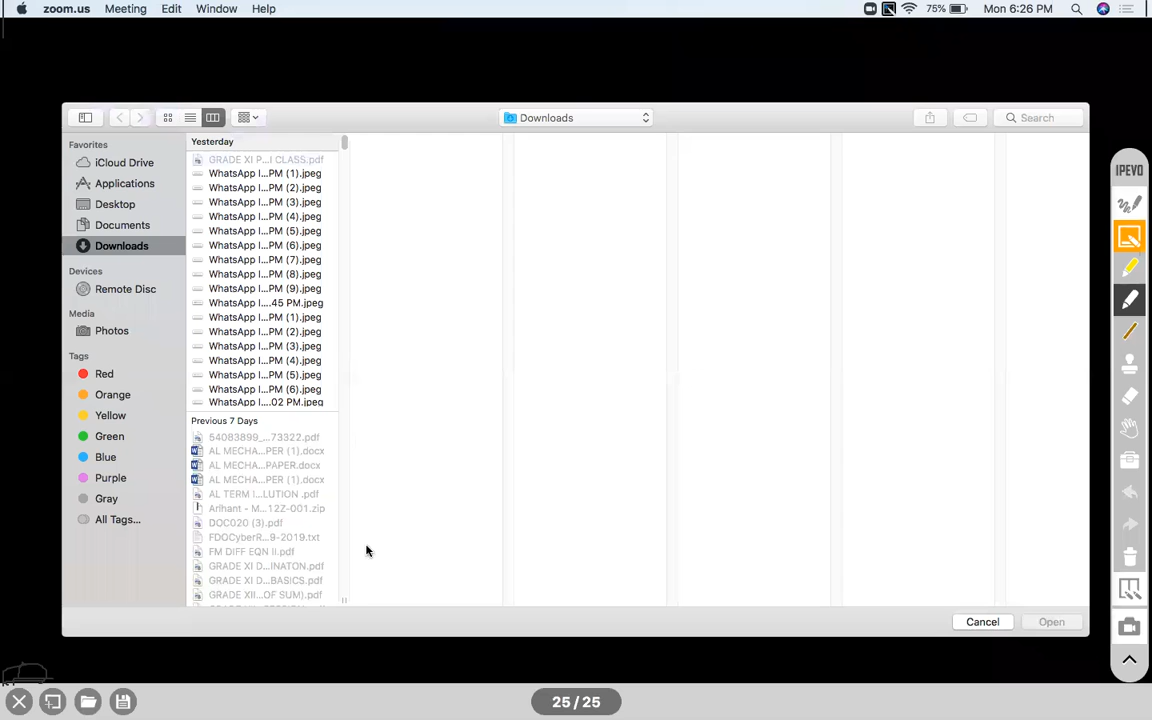 zoom.us Meeting Edit Window Help 75% Mon 6:26 PM
Downloads Search
Favorites
iCloud Drive
Applications
Desktop
Documents
Downloads
Devices
Remote Disc
Media
Photos
Tags
Red
Orange
Yellow
Green
Blue
Purple
Gray
All Tags...
Yesterday
GRADE XI P...I CLASS.pdf
WhatsApp I...PM (1).jpeg
WhatsApp I...PM (2).jpeg
WhatsApp I...PM (3).jpeg
WhatsApp I...PM (4).jpeg
WhatsApp I...PM (5).jpeg
WhatsApp I...PM (6).jpeg
WhatsApp I...PM (7).jpeg
WhatsApp I...PM (8).jpeg
WhatsApp I...PM (9).jpeg
WhatsApp I....45 PM.jpeg
WhatsApp I...PM (1).jpeg
WhatsApp I...PM (2).jpeg
WhatsApp I...PM (3).jpeg
WhatsApp I...PM (4).jpeg
WhatsApp I...PM (5).jpeg
WhatsApp I...PM (6).jpeg
WhatsApp I....02 PM.jpeg
Previous 7 Days
54083899_...73322.pdf
AL MECHA...PER (1).docx
AL MECHA...PAPER.docx
AL MECHA...PER (1).docx
AL TERM I...LUTION .pdf
Arihant - M...12Z-001.zip
DOC020 (3).pdf
FDOCyberR...9-2019.txt
FM DIFF EQN II.pdf
GRADE XI D...INATON.pdf
GRADE XI D...BASICS.pdf
GRADE XII...OF SUM).pdf
Cancel Open
IPEVO
25 / 25